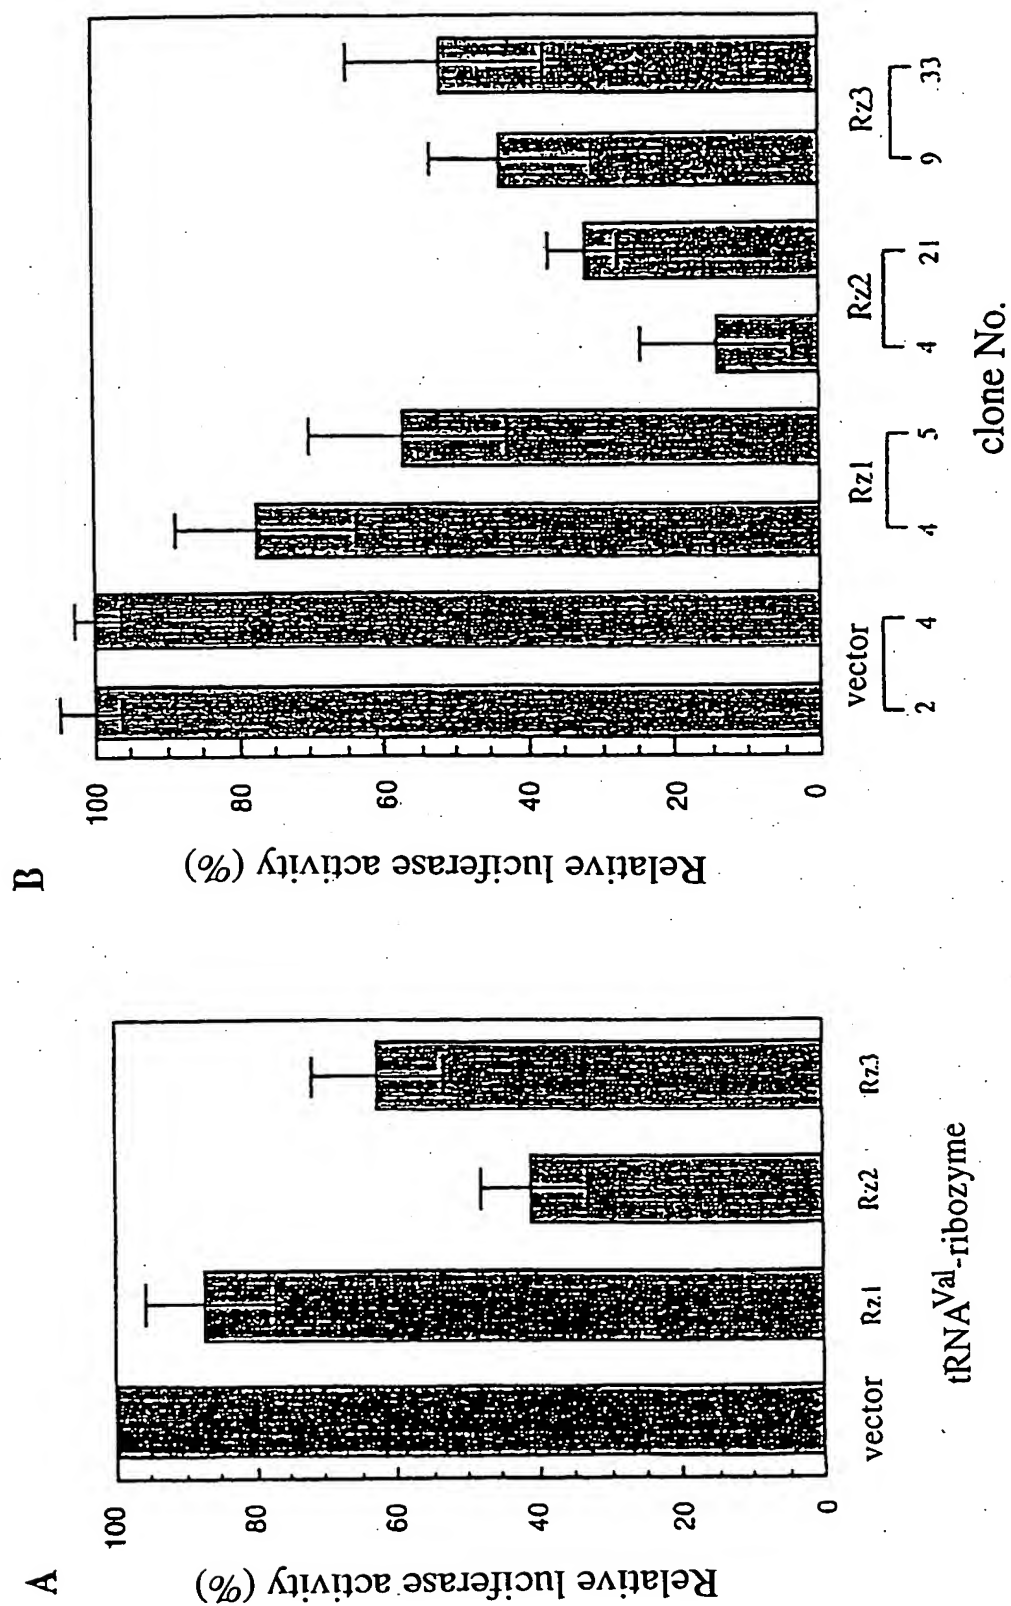 A
Relative luciferase activity (%)
100
80
60
40
20
0
vector Rz1 Rz2 Rz3
tRNAVal-ribozyme
B
Relative luciferase activity (%)
100
80
60
40
20
0
vector Rz1 Rz2 Rz3
2 4 4 5 4 21 9 33
clone No.